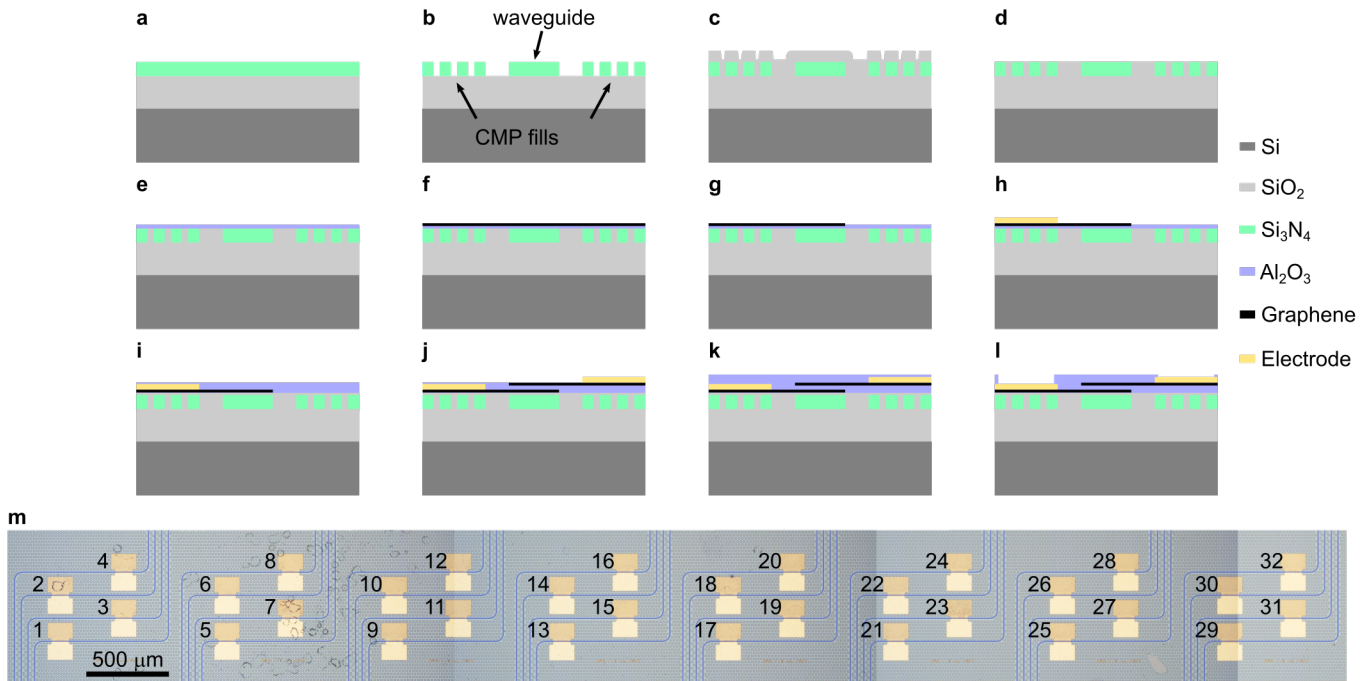 a
b
c
d
waveguide
CMP fills
Si
SiO2
Si3N4
Al2O3
Graphene
Electrode
e
f
g
h
i
j
k
l
m
4 8 12 16 20 24 28 32
2 6 10 14 18 22 26 30
3 7 11 15 19 23 27 31
1 5 9 13 17 21 25 29
500 μm